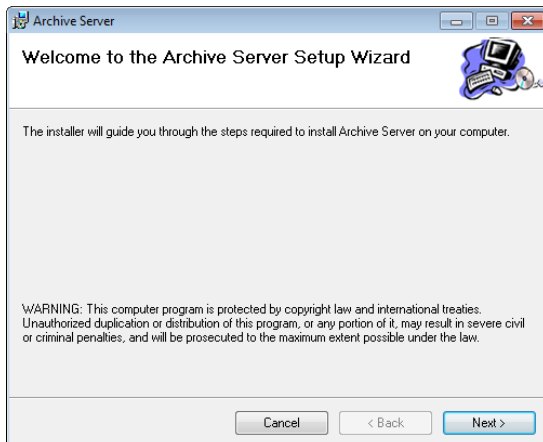 Archive Server
Welcome to the Archive Server Setup Wizard
The installer will guide you through the steps required to install Archive Server on your computer.
WARNING: This computer program is protected by copyright law and international treaties.
Unauthorized duplication or distribution of this program, or any portion of it, may result in severe civil
or criminal penalties, and will be prosecuted to the maximum extent possible under the law.
Cancel
< Back
Next >